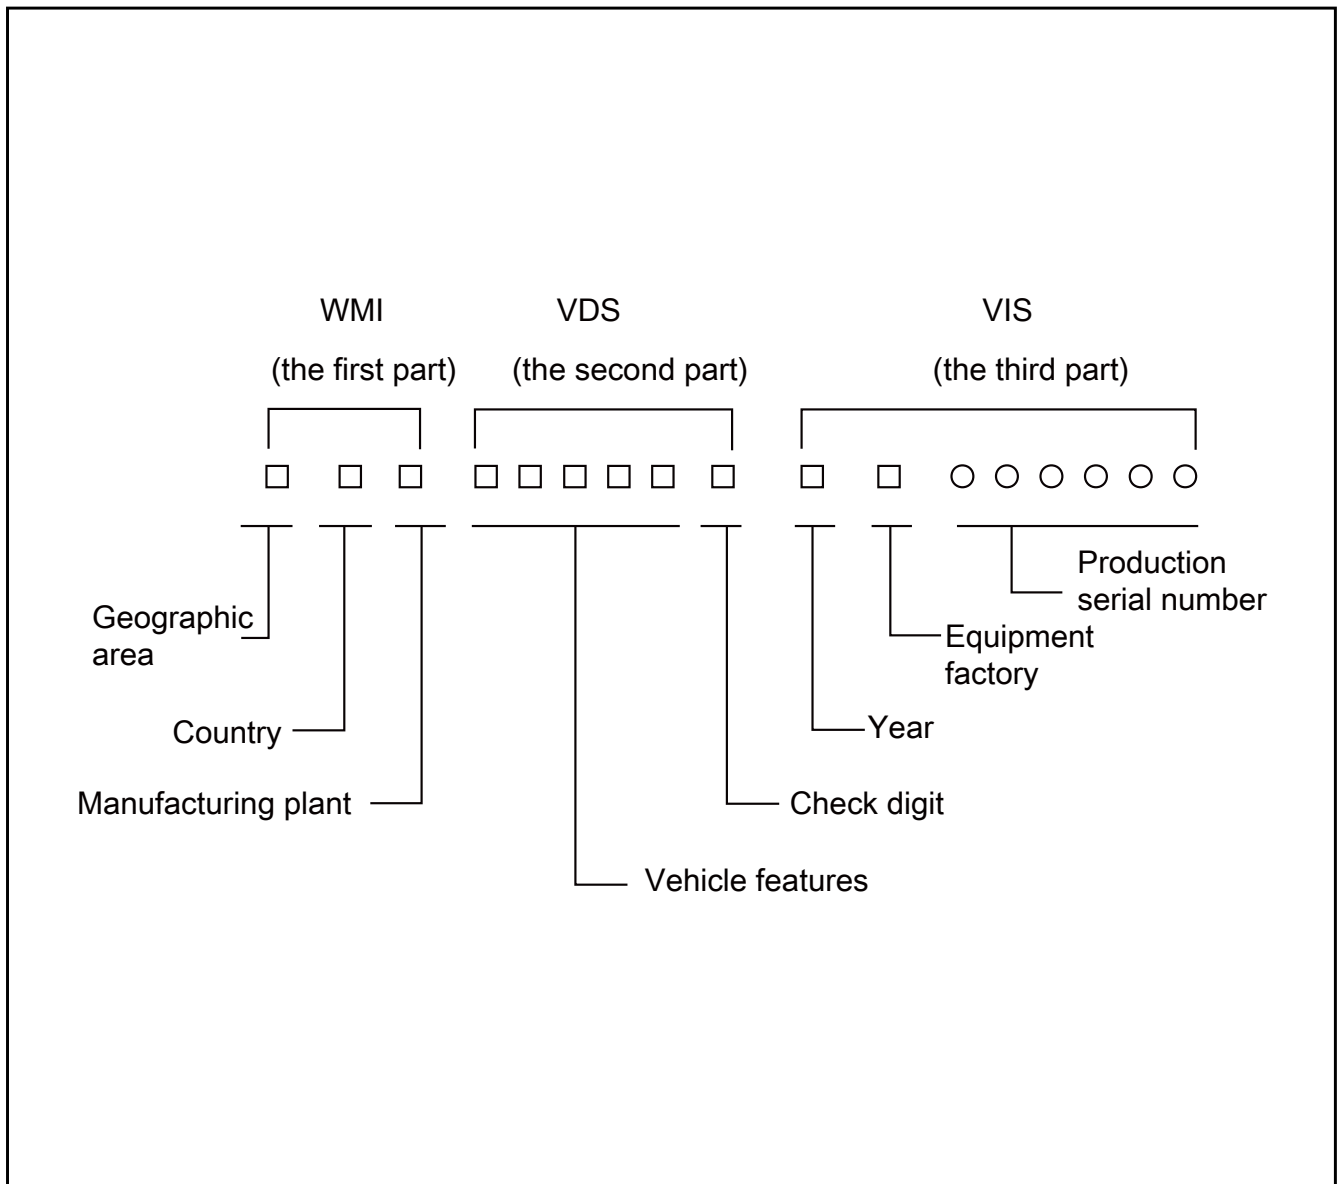 WMI
VDS
VIS
(the first part)
(the second part)
(the third part)
Geographic
area
Country
Manufacturing plant
Vehicle features
Check digit
Year
Equipment
factory
Production
serial number